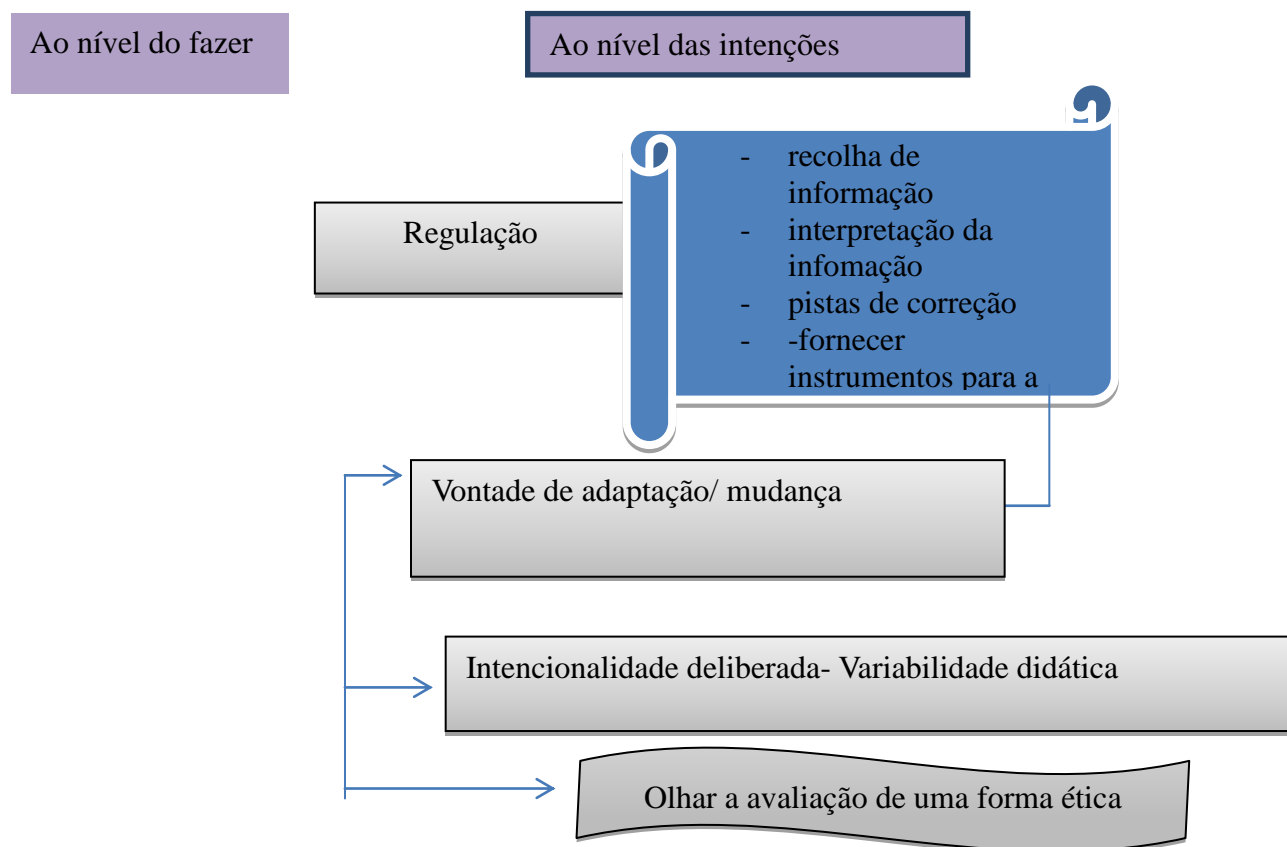 Ao nível do fazer
Ao nível das intenções
Regulação
- recolha de
informação
- interpretação da
infomação
- pistas de correção
- -fornecer
instrumentos para a
Vontade de adaptação/ mudança
Intencionalidade deliberada- Variabilidade didática
Olhar a avaliação de uma forma ética